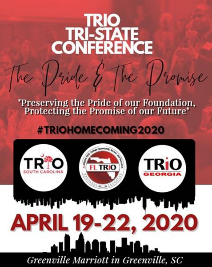 TRIO
TRI-STATE
CONFERENCE
The Pride & The Promise
"Preserving the Pride of our Foundation,
Protecting the Promise of our Future"
#TRIOHOMECOMING2020
TRiO
SOUTH CAROLINA
FL TRIO
TRiO
GEORGIA
APRIL 19-22, 2020
Greenville Marriott in Greenville, SC